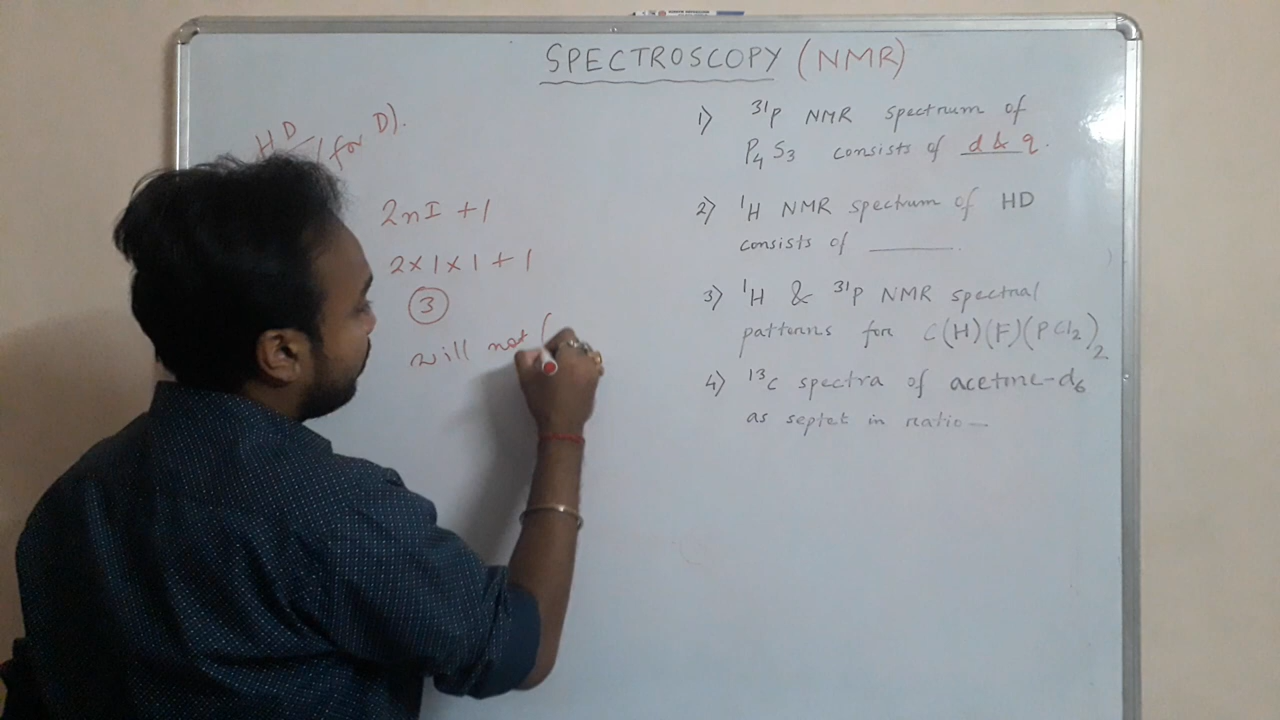 SPECTROSCOPY (NMR)
HD
1 (for D).
2nI + 1
2×1×1+1
3
will not (
1) ³¹P NMR spectrum of
P₄S₃ consists of d & q.
2) ¹H NMR spectrum of HD
consists of ______.
3) ¹H & ³¹P NMR spectral
patterns for C(H)(F)(PCl₂)₂
4) ¹³C spectra of acetone-d₆
as septet in ratio —